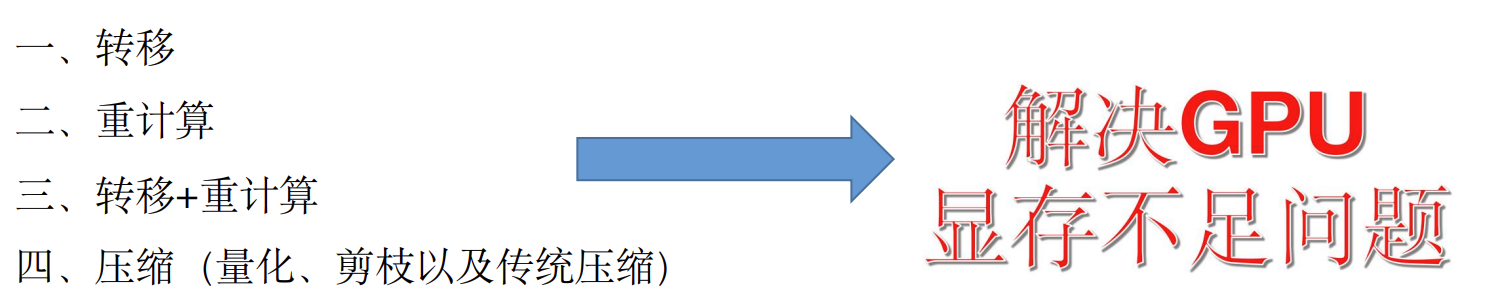 一、转移
二、重计算
三、转移+重计算
四、压缩（量化、剪枝以及传统压缩）
解决GPU
显存不足问题